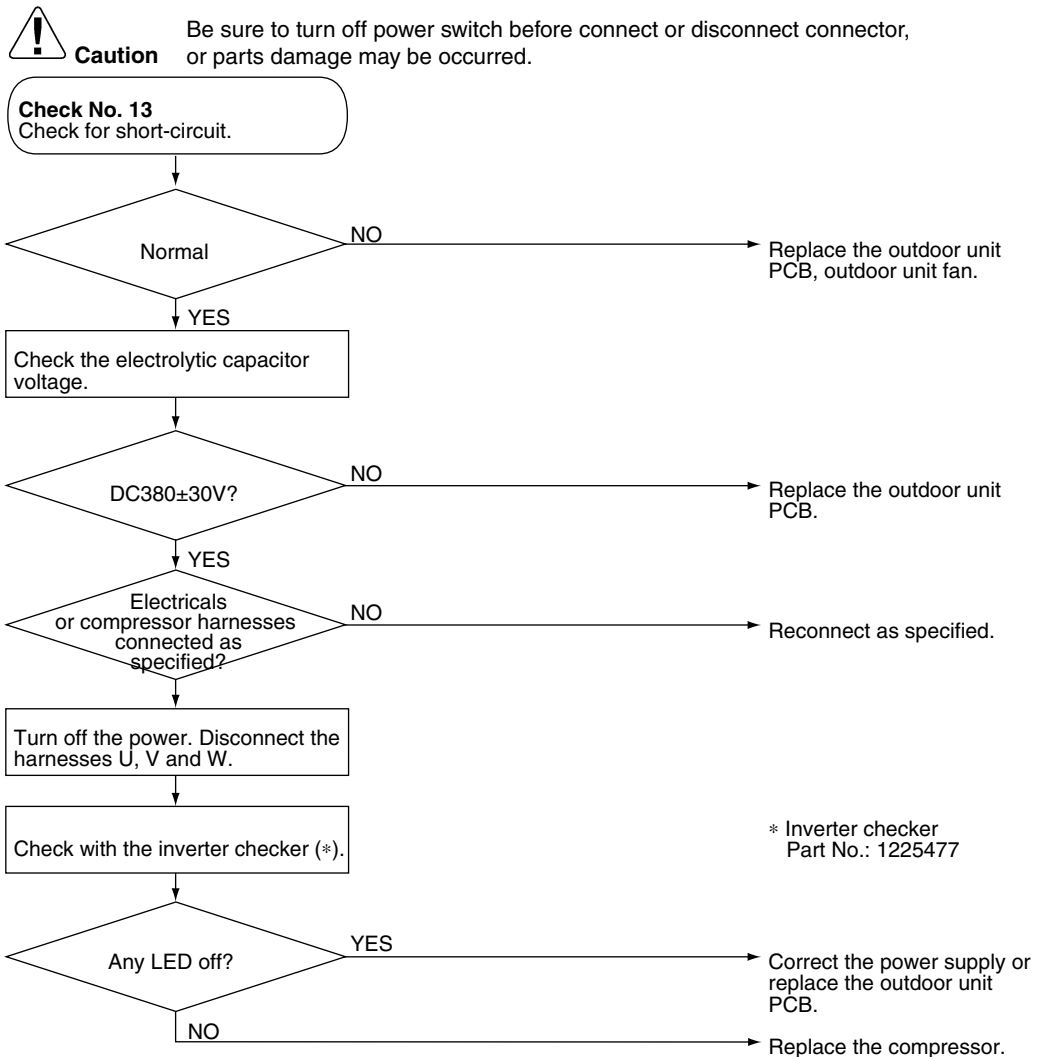 Be sure to turn off power switch before connect or disconnect connector,
Caution or parts damage may be occurred.
Check No. 13
Check for short-circuit.
Normal
NO
Replace the outdoor unit
PCB, outdoor unit fan.
YES
Check the electrolytic capacitor
voltage.
DC380±30V?
NO
Replace the outdoor unit
PCB.
YES
Electricals
or compressor harnesses
connected as
specified?
NO
Reconnect as specified.
Turn off the power. Disconnect the
harnesses U, V and W.
Check with the inverter checker (*).
* Inverter checker
Part No.: 1225477
Any LED off?
YES
Correct the power supply or
replace the outdoor unit
PCB.
NO
Replace the compressor.